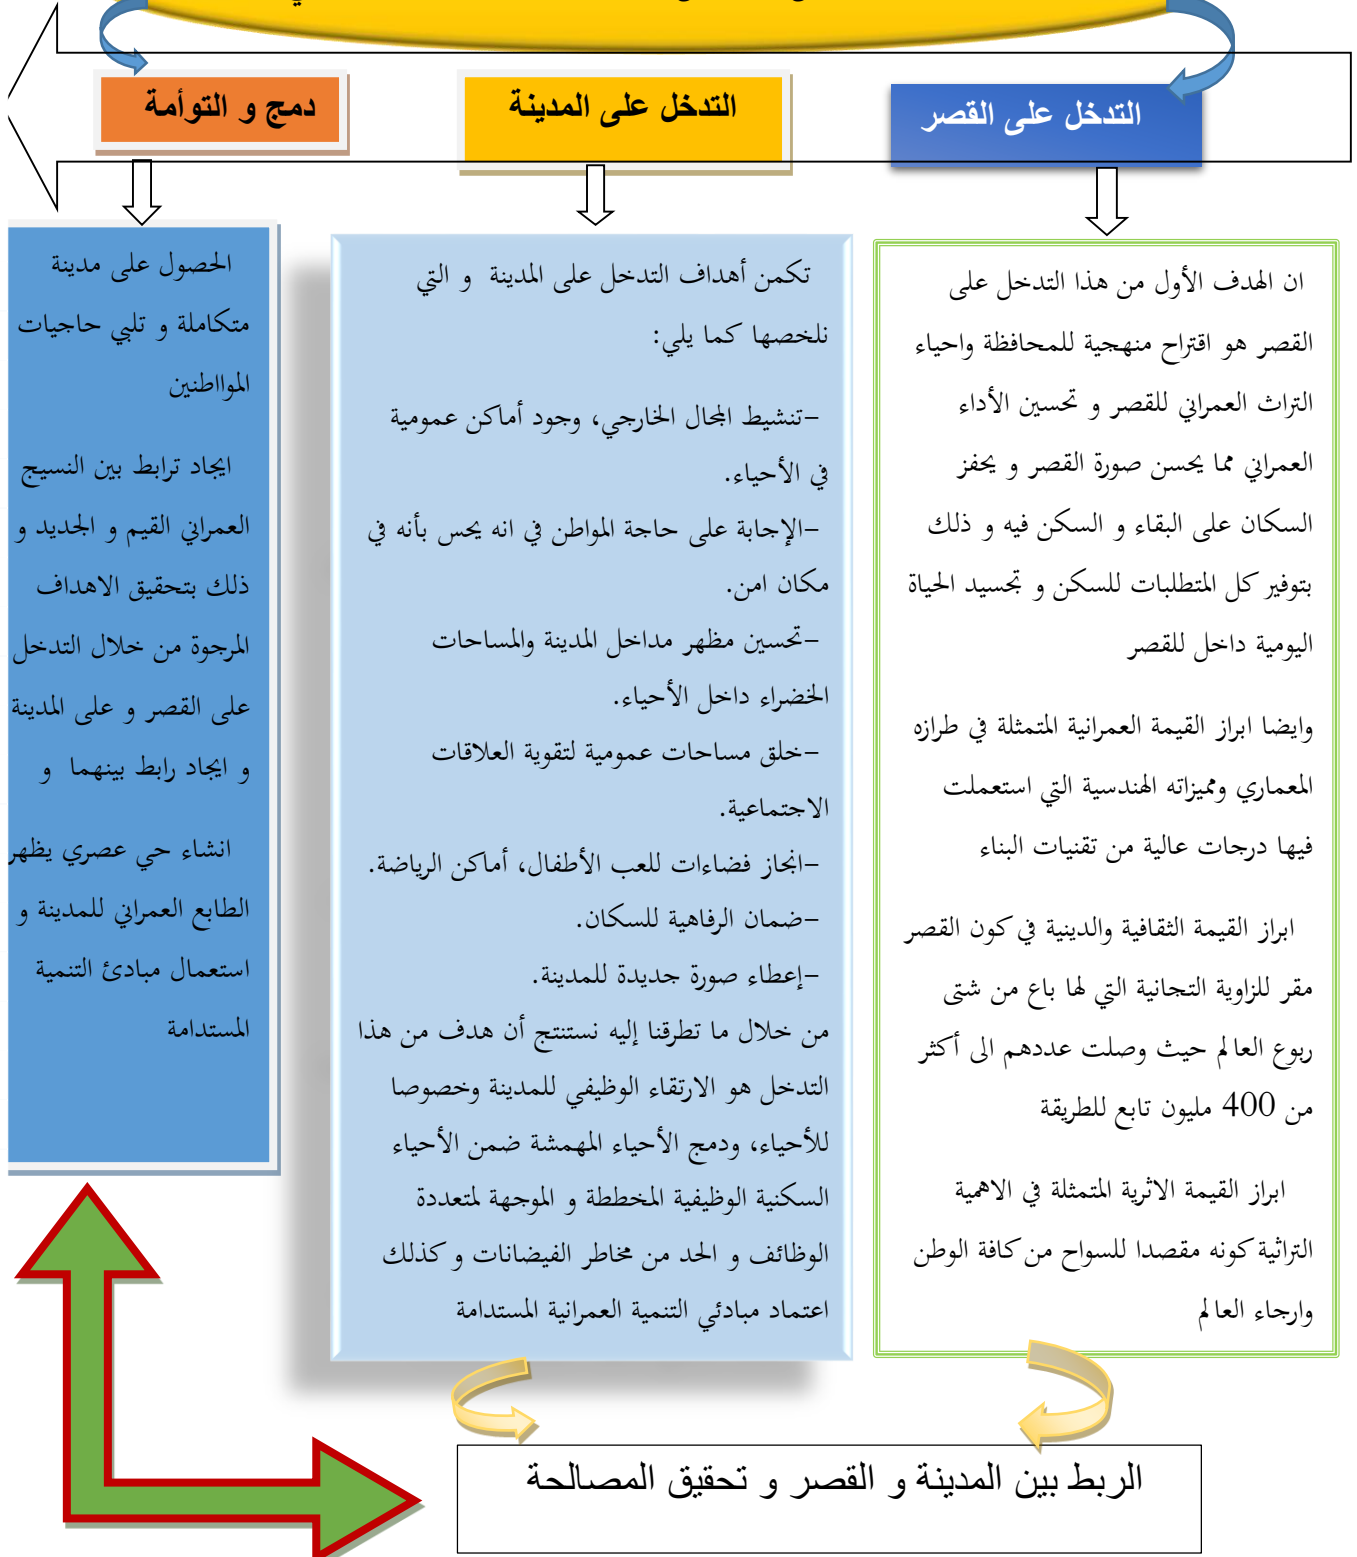 التدخل على القصر
التدخل على المدينة
دمج و التوأمة
ان الهدف الأول من هذا التدخل على
القصر هو اقتراح منهجية للمحافظة واحياء
التراث العمراني للقصر و تحسين الأداء
العمراني مما يحسن صورة القصر و يحفز
السكان على البقاء و السكن فيه و ذلك
بتوفير كل المتطلبات للسكن و تجسيد الحياة
اليومية داخل للقصر
وايضا ابراز القيمة العمرانية المتمثلة في طرازه
المعماري ومميزاته الهندسية التي استعملت
فيها درجات عالية من تقنيات البناء
ابراز القيمة الثقافية والدينية في كون القصر
مقر للزاوية التجانية التي لها باع من شتى
ربوع العالم حيث وصلت عددهم الى أكثر
من 400 مليون تابع للطريقة
ابراز القيمة الاثرية المتمثلة في الاهمية
التراثية كونه مقصدا للسواح من كافة الوطن
وارجاء العالم
تكمن أهداف التدخل على المدينة و التي
نلخصها كما يلي:
-تنشيط المجال الخارجي، وجود أماكن عمومية
في الأحياء.
-الإجابة على حاجة المواطن في انه يحس بأنه في
مكان امن.
-تحسين مظهر مداخل المدينة والمساحات
الخضراء داخل الأحياء.
-خلق مساحات عمومية لتقوية العلاقات
الاجتماعية.
-انجاز فضاءات للعب الأطفال، أماكن الرياضة.
-ضمان الرفاهية للسكان.
-إعطاء صورة جديدة للمدينة.
من خلال ما تطرقنا إليه نستنتج أن هدف من هذا
التدخل هو الارتقاء الوظيفي للمدينة وخصوصا
للأحياء، ودمج الأحياء المهمشة ضمن الأحياء
السكنية الوظيفية المخططة و الموجهة لمتعددة
الوظائف و الحد من مخاطر الفيضانات و كذلك
اعتماد مبادئي التنمية العمرانية المستدامة
الحصول على مدينة
متكاملة و تلبي حاجيات
المواطنين
ايجاد ترابط بين النسيج
العمراني القيم و الجديد و
ذلك بتحقيق الاهداف
المرجوة من خلال التدخل
على القصر و على المدينة
و ايجاد رابط بينهما و
انشاء حي عصري يظهر
الطابع العمراني للمدينة و
استعمال مبادئ التنمية
المستدامة
الربط بين المدينة و القصر و تحقيق المصالحة